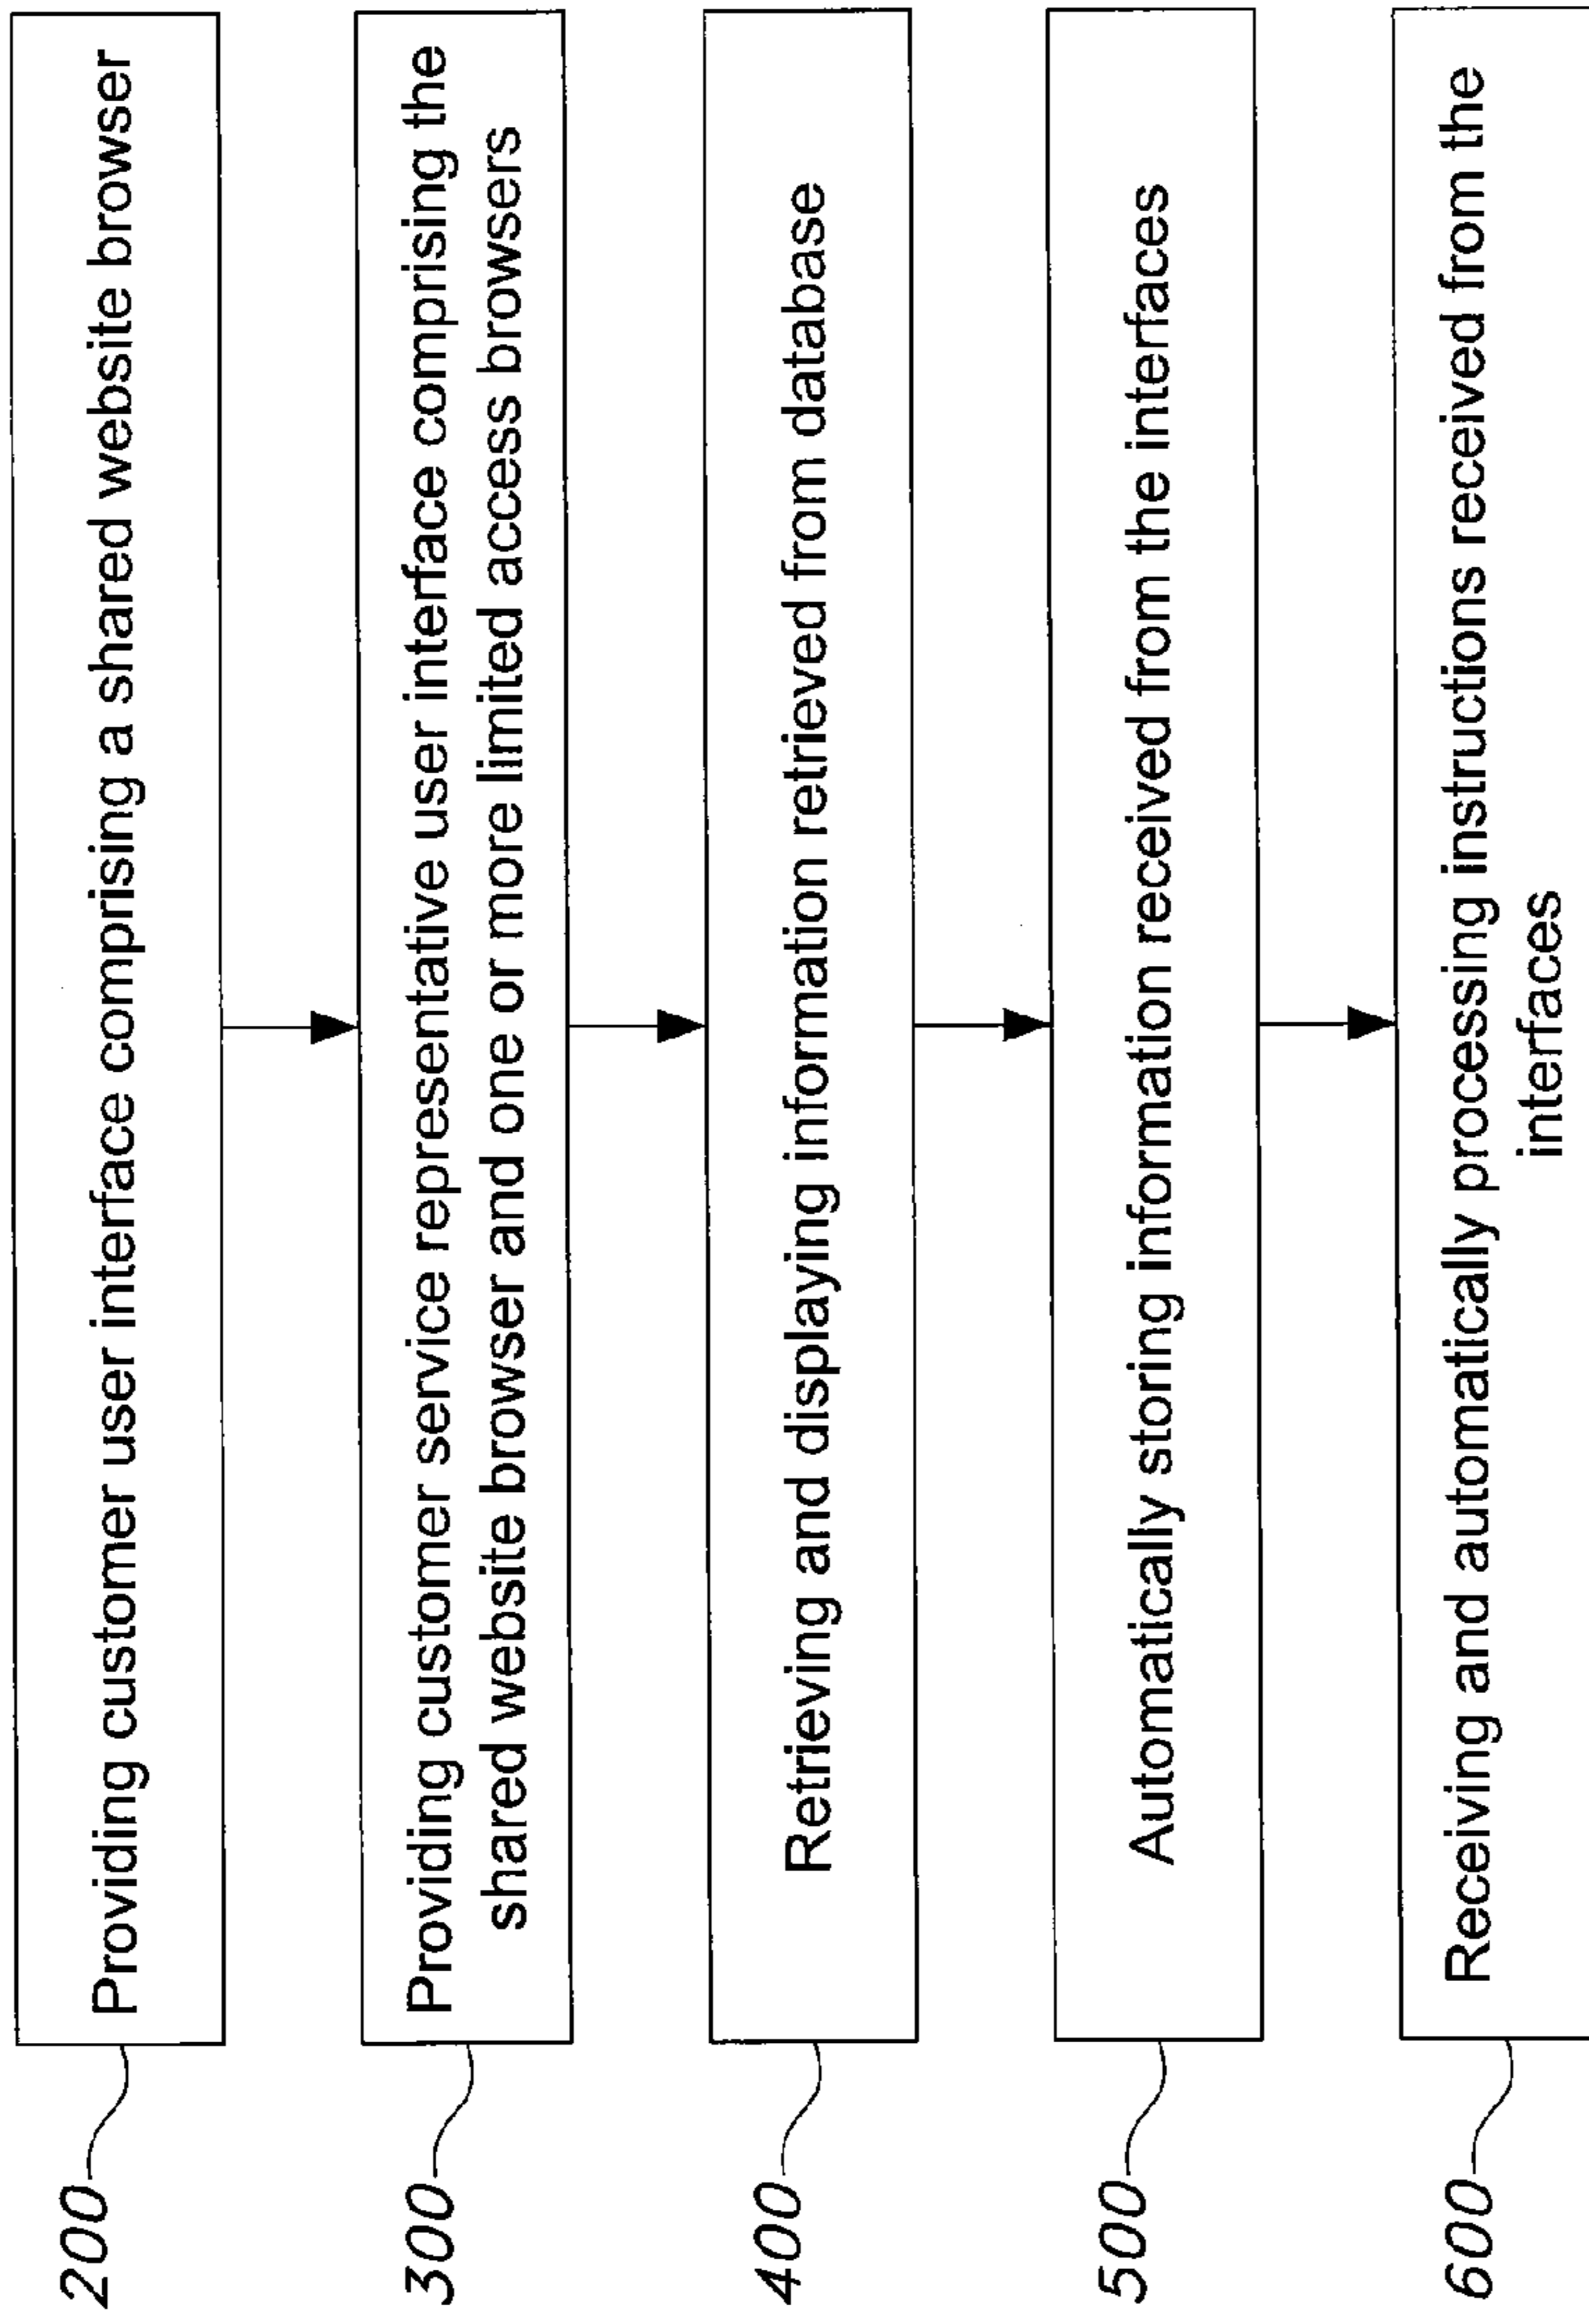 200
Providing customer user interface comprising a shared website browser
300
Providing customer service representative user interface comprising the
shared website browser and one or more limited access browsers
400
Retrieving and displaying information retrieved from database
500
Automatically storing information received from the interfaces
600
Receiving and automatically processing instructions received from the
interfaces